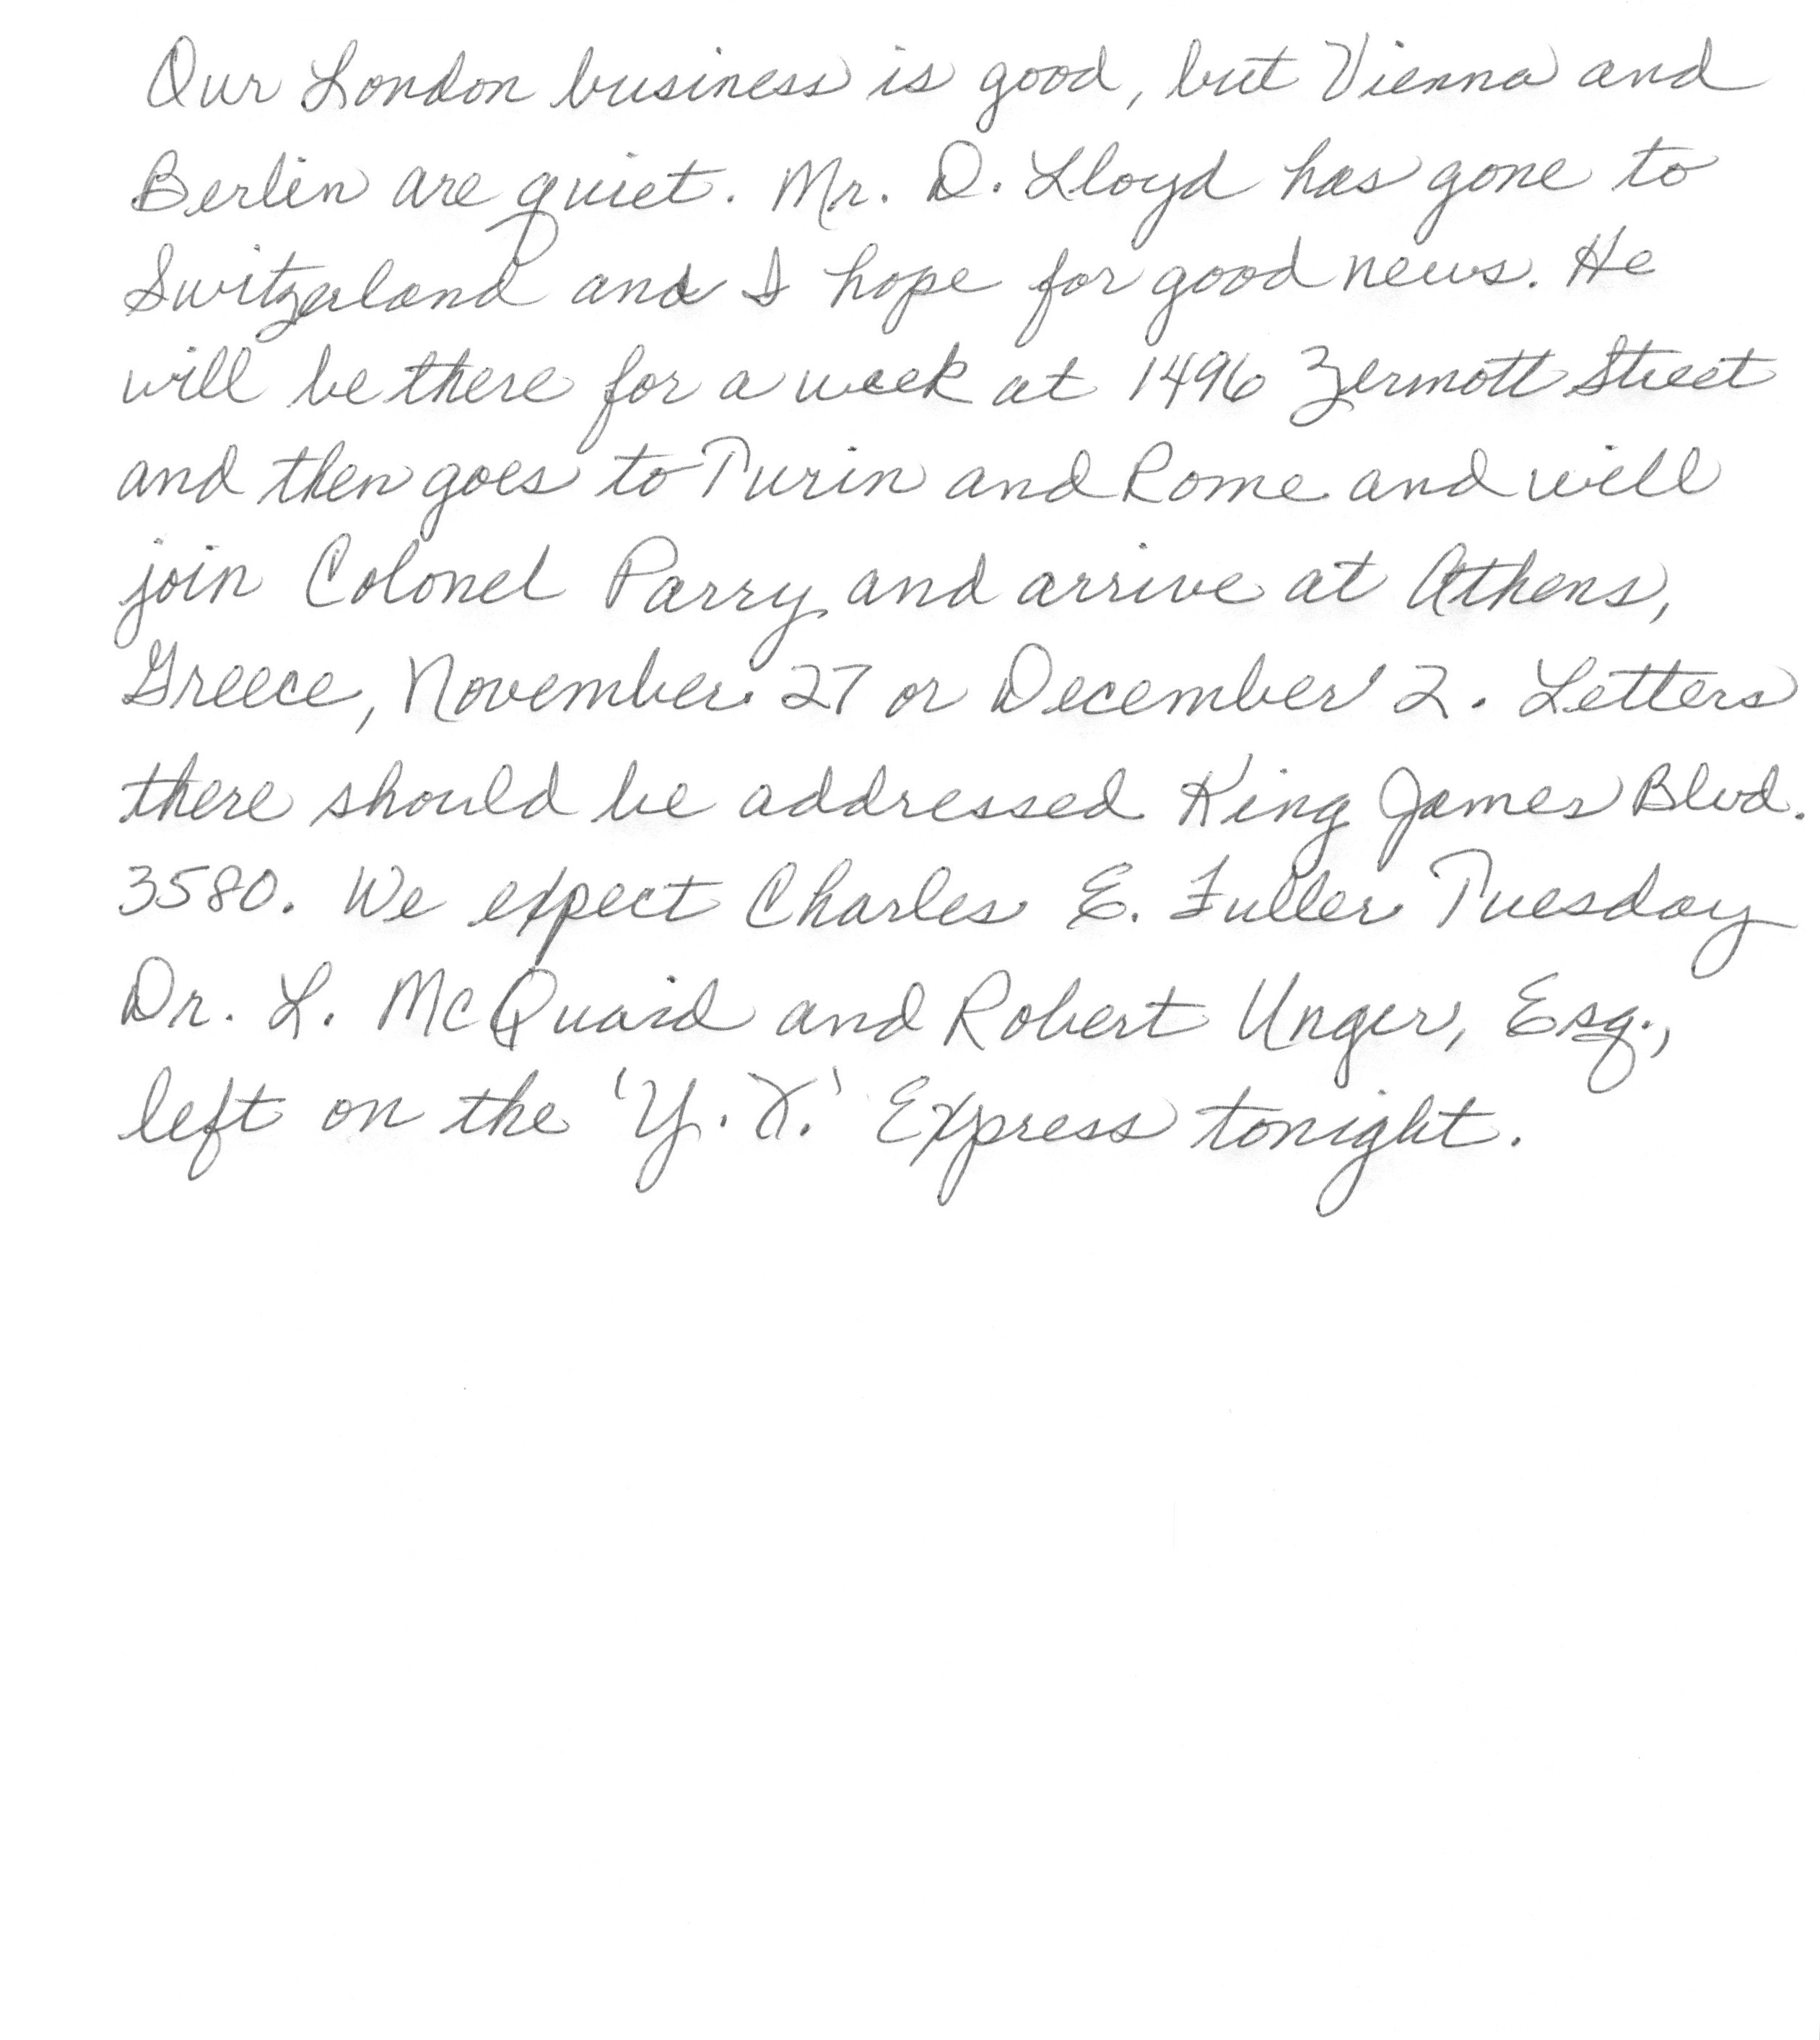 Our London business is good, but Vienna and
Berlin are quiet. Mr. D. Lloyd has gone to
Switzerland and I hope for good news. He
will be there for a week at 1496 Zermott Street
and then goes to Turin and Rome and will
join Colonel Parry and arrive at Athens,
Greece, November 27 or December 2. Letters
there should be addressed King James Blvd.
3580. We expect Charles E. Fuller Tuesday
Dr. L. McQuaid and Robert Unger, Esq.,
left on the 'Y. X.' Express tonight.